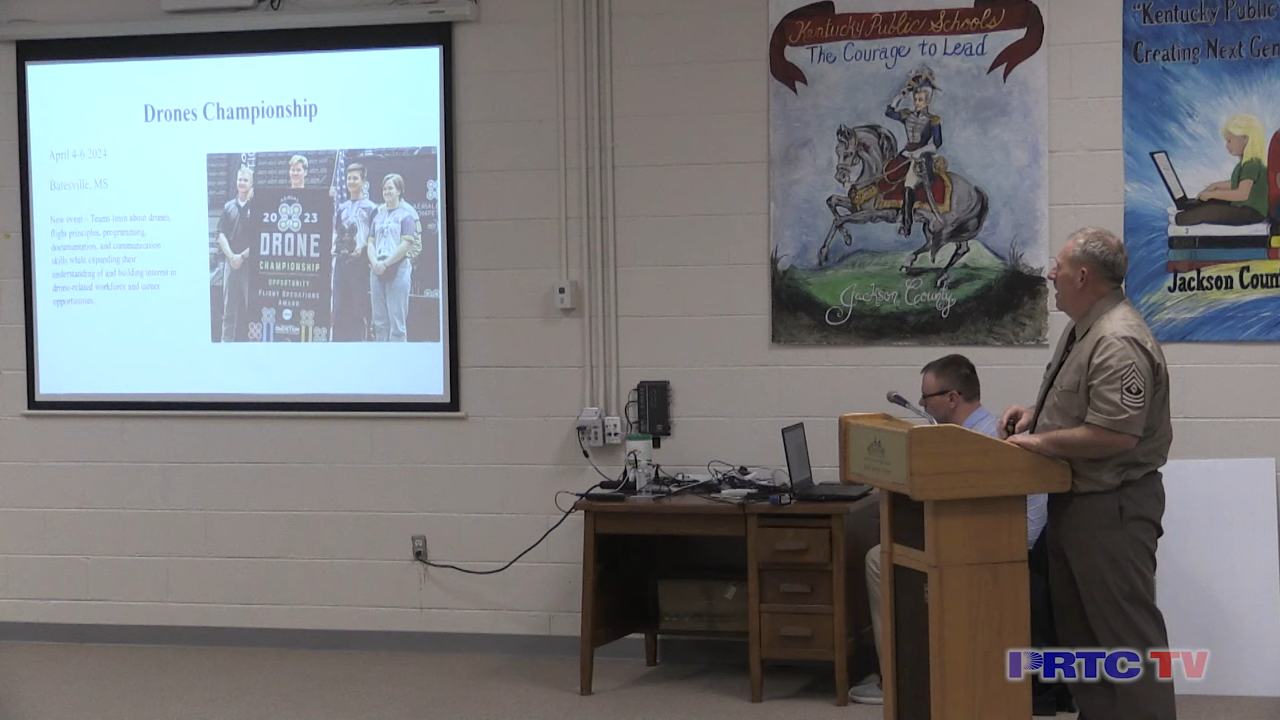 Drones Championship
April 4-6 2024
Batesville, MS
New event – Teams learn about drones,
flight principles, programming,
documentation, and communication
skills while expanding their
understanding of and building interest in
drone-related workforce and career
opportunities.
2023
DRONE
CHAMPIONSHIP
OPPORTUNITY
FLIGHT OPERATIONS
AWARD
Kentucky Public Schools
The Courage to Lead
Jackson County
"Kentucky Public
Creating Next Gen
Jackson Coun
PRTC TV